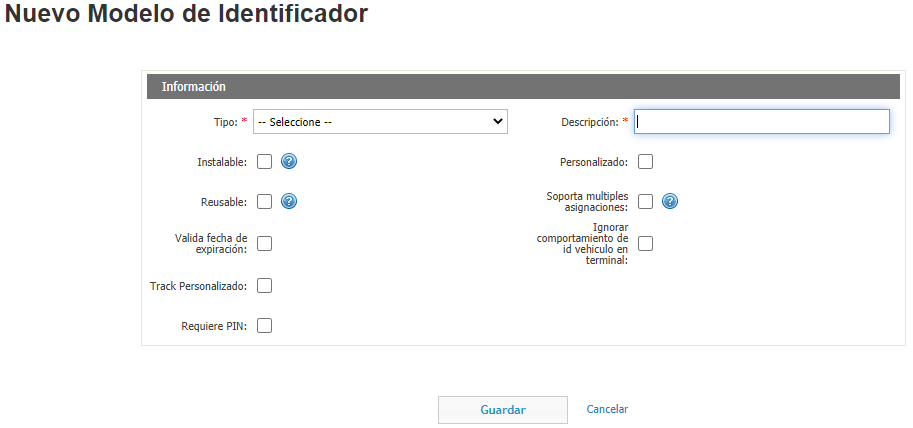 Nuevo Modelo de Identificador
Información
Tipo: * -- Seleccione --
Descripción: *
Instalable: ?
Personalizado:
Reusable: ?
Soporta multiples
asignaciones: ?
Valida fecha de
expiración:
Ignorar
comportamiento de
id vehiculo en
terminal:
Track Personalizado:
Requiere PIN:
Guardar
Cancelar